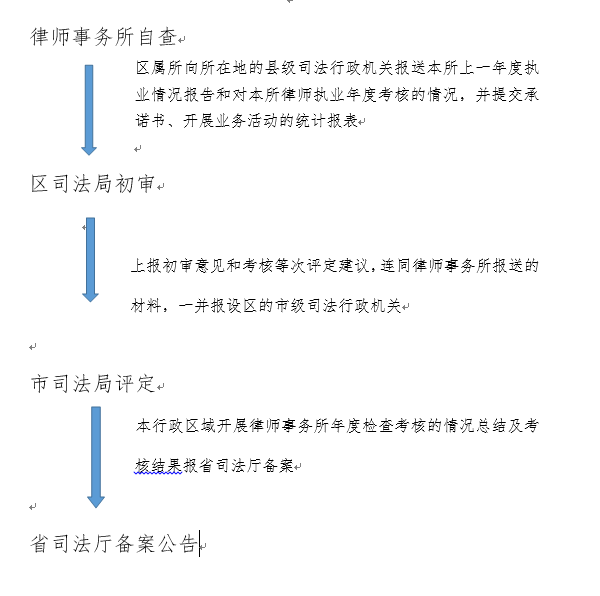 律师事务所自查
区属所向所在地的县级司法行政机关报送本所上一年度执
业情况报告和对本所律师执业年度考核的情况，并提交承
诺书、开展业务活动的统计报表
区司法局初审
上报初审意见和考核等次评定建议,连同律师事务所报送的
材料，一并报设区的市级司法行政机关
市司法局评定
本行政区域开展律师事务所年度检查考核的情况总结及考
核结果报省司法厅备案
省司法厅备案公告